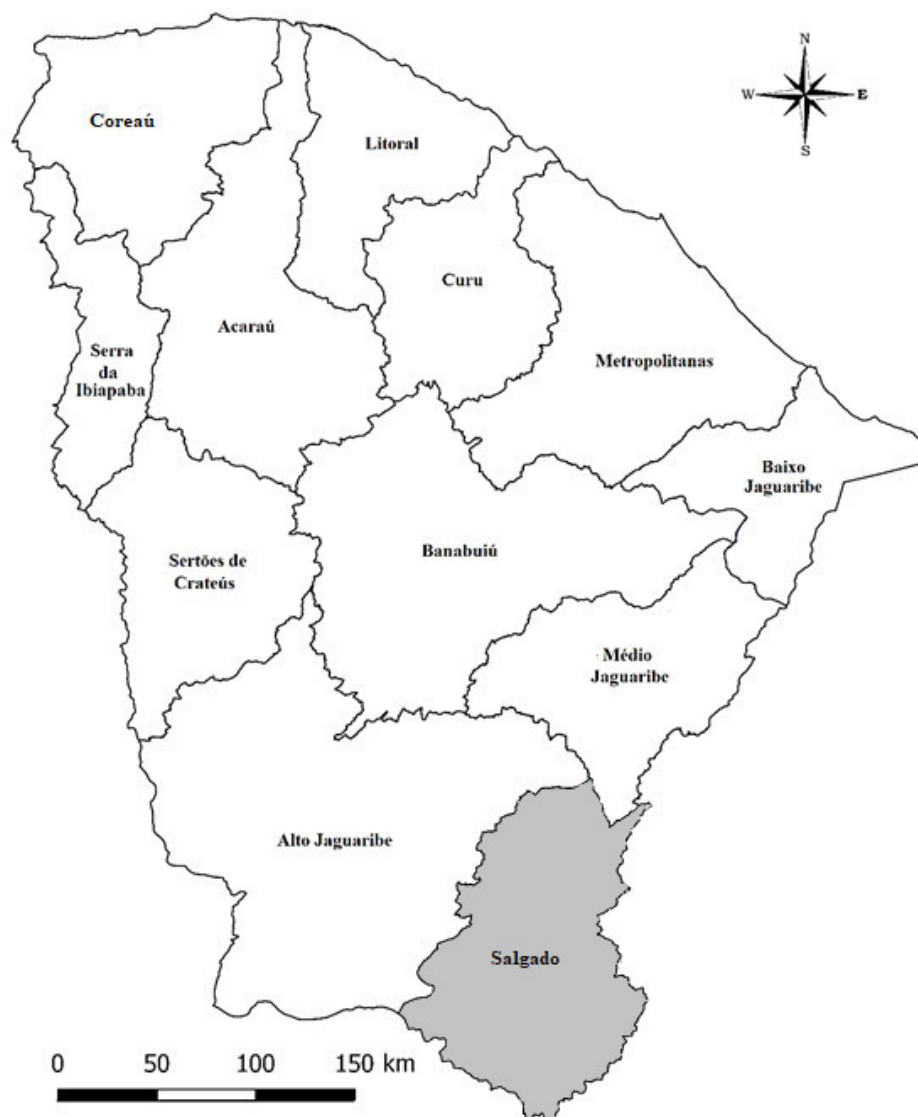 N
W
E
S
Coreaú
Litoral
Curu
Acaraú
Serra
da
Ibiapaba
Metropolitanas
Baixo
Jaguaribe
Banabuiú
Sertões de
Crateús
Médio
Jaguaribe
Alto Jaguaribe
Salgado
0 50 100 150 km